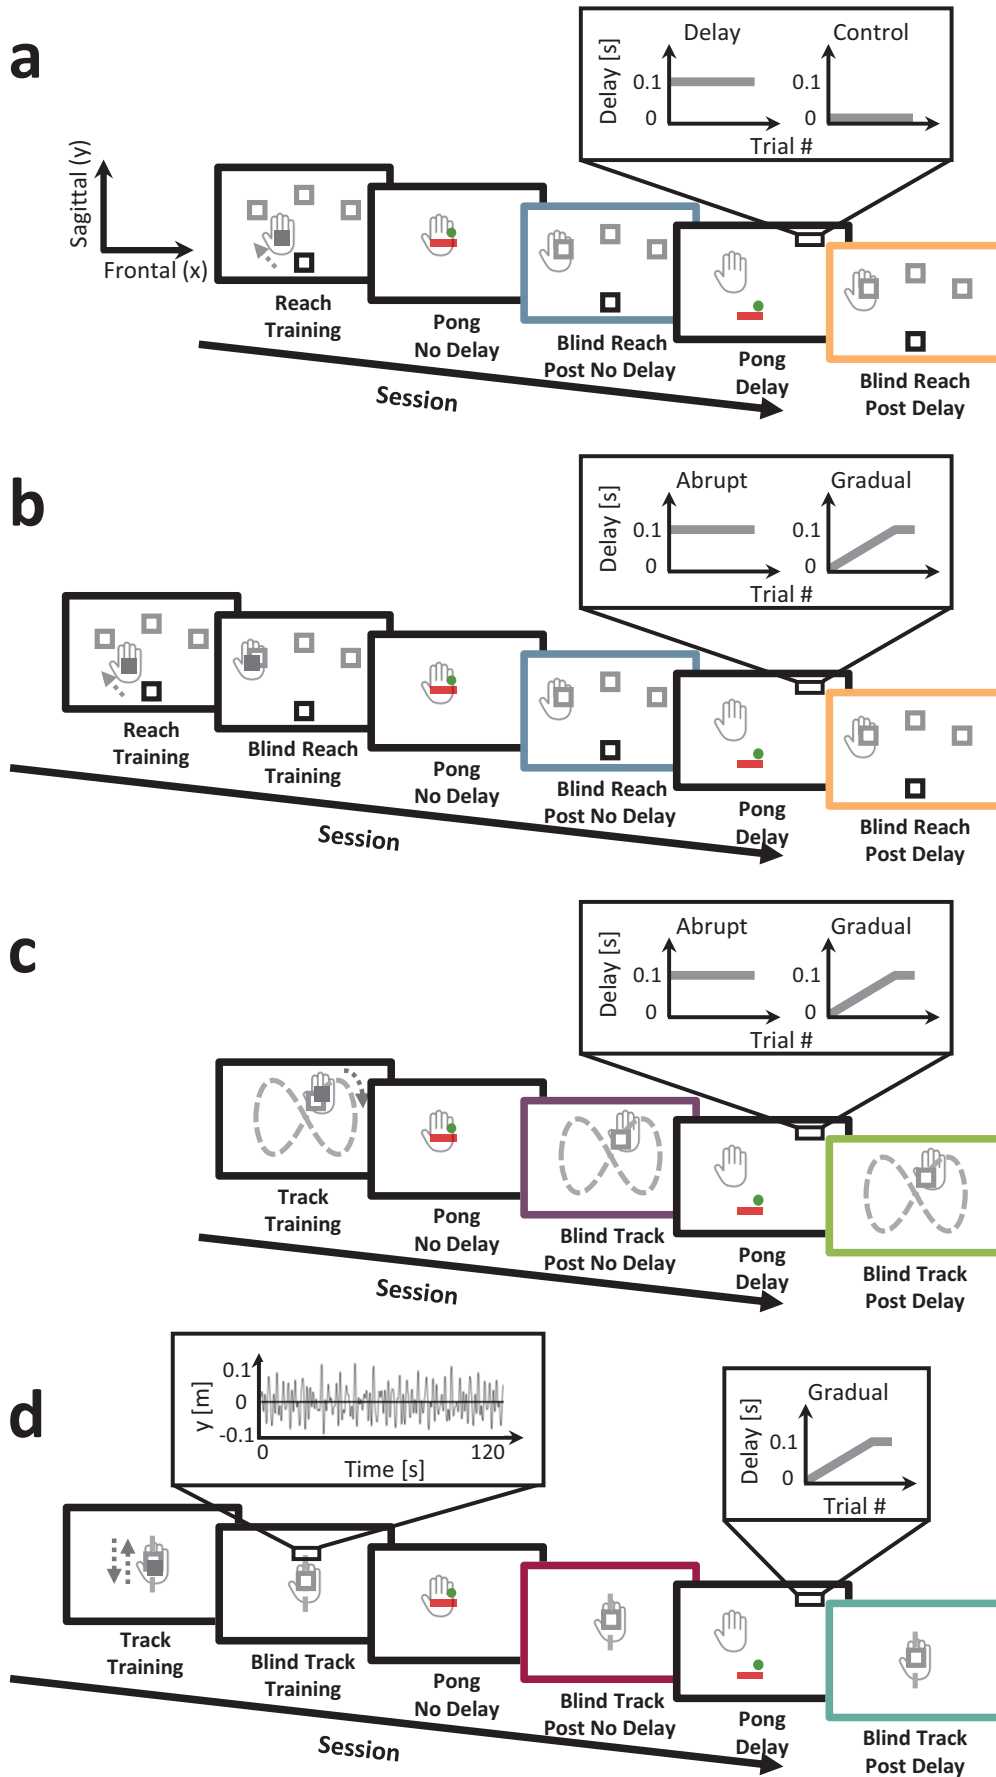 a
Delay
Control
Delay [s]
0.1
0
0.1
0
Trial #
Sagittal (y)
Frontal (x)
Reach
Training
Pong
No Delay
Blind Reach
Post No Delay
Pong
Delay
Blind Reach
Post Delay
Session
b
Abrupt
Gradual
Delay [s]
0.1
0
0.1
0
Trial #
Reach
Training
Blind Reach
Training
Pong
No Delay
Blind Reach
Post No Delay
Pong
Delay
Blind Reach
Post Delay
Session
c
Abrupt
Gradual
Delay [s]
0.1
0
0.1
0
Trial #
Track
Training
Pong
No Delay
Blind Track
Post No Delay
Pong
Delay
Blind Track
Post Delay
Session
d
y [m]
0.1
0
-0.1
0
120
Time [s]
Gradual
Delay [s]
0.1
0
Trial #
Track
Training
Blind Track
Training
Pong
No Delay
Blind Track
Post No Delay
Pong
Delay
Blind Track
Post Delay
Session